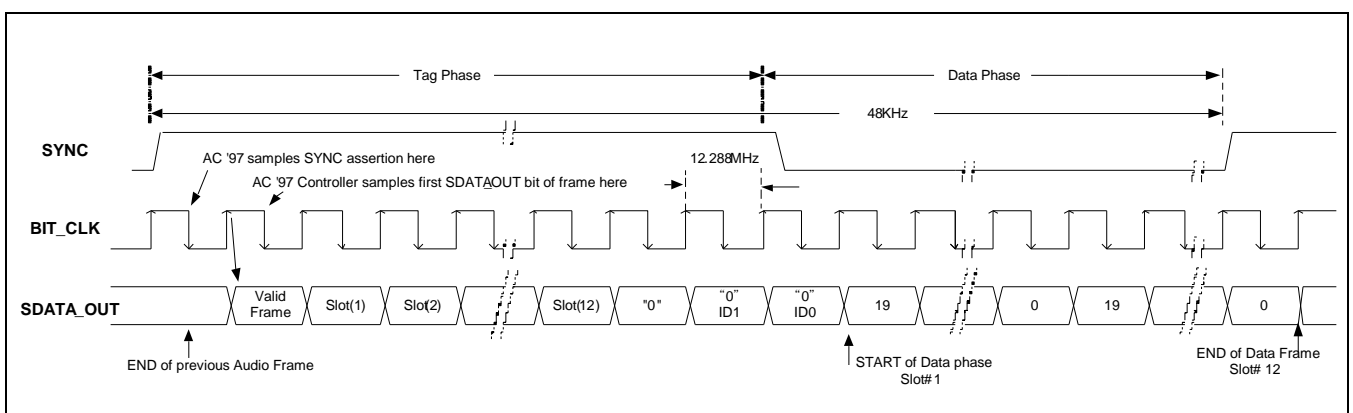 Tag Phase
Data Phase
48KHz
SYNC
AC '97 samples SYNC assertion here
12.288MHz
AC '97 Controller samples first SDATA_OUT bit of frame here
BIT_CLK
SDATA_OUT
Valid
Frame
Slot(1)
Slot(2)
Slot(12)
"0"
"0"
ID1
"0"
ID0
19
0
19
0
END of previous Audio Frame
START of Data phase
Slot# 1
END of Data Frame
Slot# 12